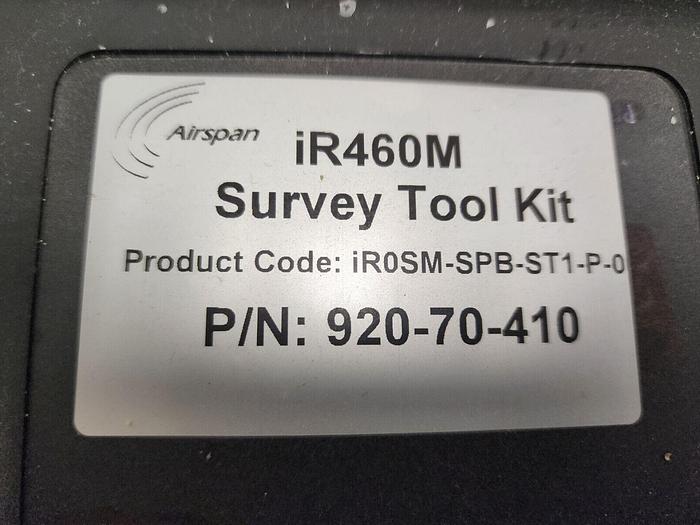 Airspan
iR460M
Survey Tool Kit
Product Code: iR0SM-SPB-ST1-P-0
P/N: 920-70-410